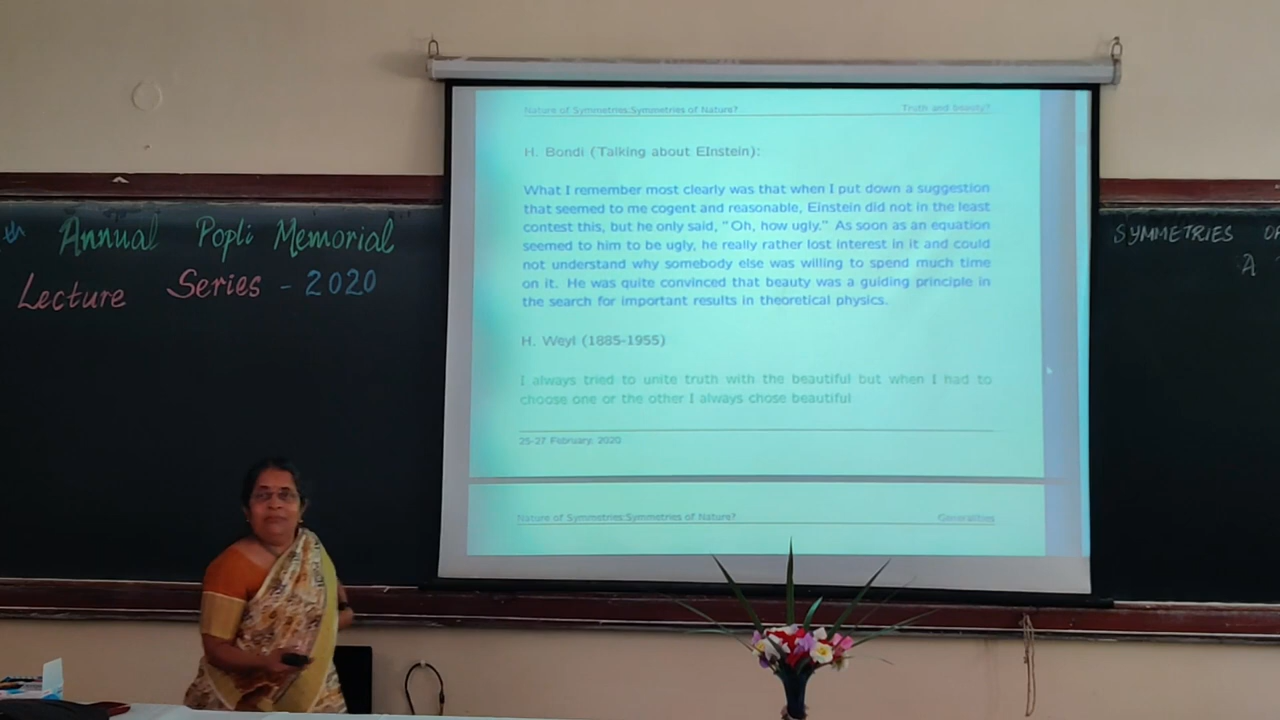 Annual Popli Memorial
Lecture Series - 2020
Nature of Symmetries:Symmetries of Nature? Truth and beauty?
H. Bondi (Talking about EInstein):
What I remember most clearly was that when I put down a suggestion
that seemed to me cogent and reasonable, Einstein did not in the least
contest this, but he only said, "Oh, how ugly." As soon as an equation
seemed to him to be ugly, he really rather lost interest in it and could
not understand why somebody else was willing to spend much time
on it. He was quite convinced that beauty was a guiding principle in
the search for important results in theoretical physics.
H. Weyl (1885-1955)
I always tried to unite truth with the beautiful but when I had to
choose one or the other I always chose beautiful
25-27 February, 2020
Nature of Symmetries:Symmetries of Nature? Generalities
SYMMETRIES OF
A